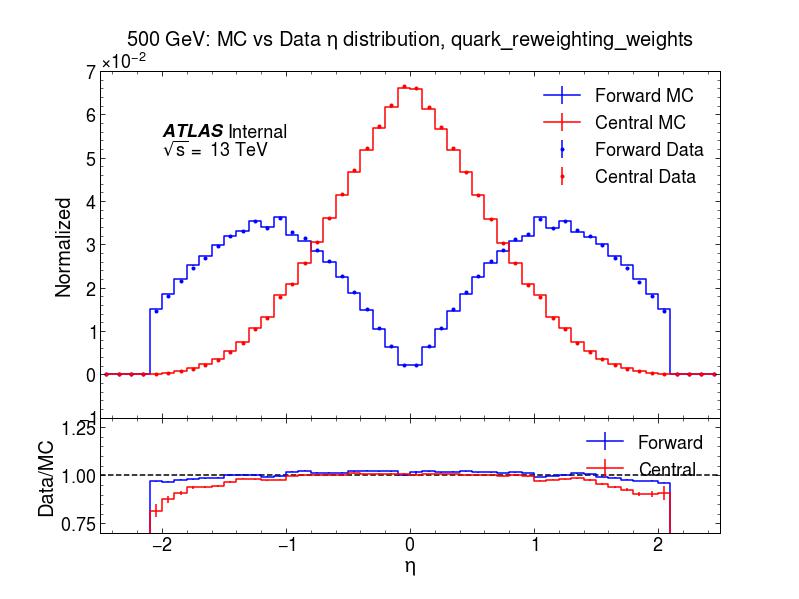 500 GeV: MC vs Data η distribution, quark_reweighting_weights
×10⁻²
7
6
5
4
3
2
1
0
−1
Normalized
ATLAS Internal
√s = 13 TeV
Forward MC
Central MC
Forward Data
Central Data
1.25
1.00
0.75
Data/MC
Forward
Central
−2 −1 0 1 2
η